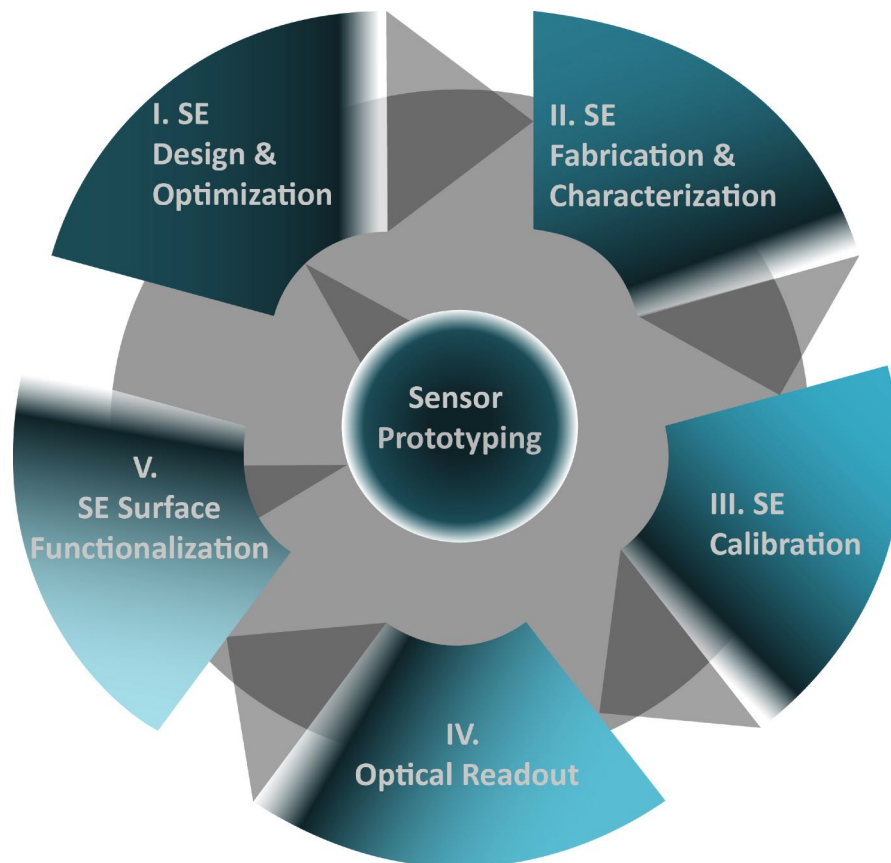 I. SE
Design &
Optimization
II. SE
Fabrication &
Characterization
III. SE
Calibration
IV.
Optical Readout
V.
SE Surface
Functionalization
Sensor
Prototyping